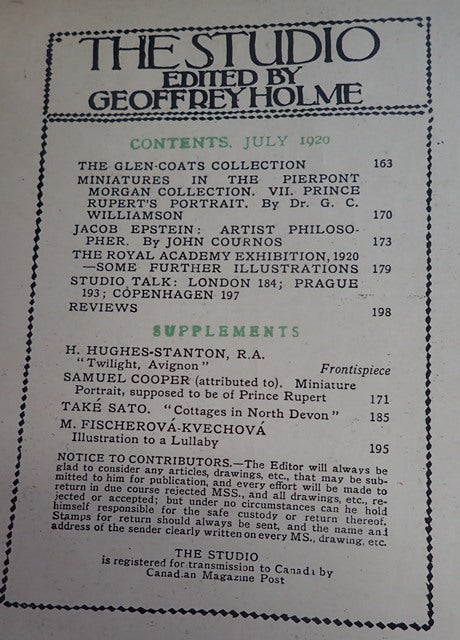 THE STUDIO
EDITED BY
GEOFFREY HOLME
CONTENTS, JULY 1920
THE GLEN-COATS COLLECTION 163
MINIATURES IN THE PIERPONT
MORGAN COLLECTION. VII. PRINCE
RUPERT'S PORTRAIT. By Dr. G. C.
WILLIAMSON 170
JACOB EPSTEIN: ARTIST PHILOSO-
PHER. By JOHN COURNOS 173
THE ROYAL ACADEMY EXHIBITION, 1920
—SOME FURTHER ILLUSTRATIONS 179
STUDIO TALK: LONDON 184; PRAGUE
193; COPENHAGEN 197
REVIEWS 198
SUPPLEMENTS
H. HUGHES-STANTON, R.A.
"Twilight, Avignon" Frontispiece
SAMUEL COOPER (attributed to). Miniature
Portrait, supposed to be of Prince Rupert 171
TAKÉ SATO. "Cottages in North Devon" 185
M. FISCHEROVÁ-KVECHOVÁ
Illustration to a Lullaby 195
NOTICE TO CONTRIBUTORS.—The Editor will always be
glad to consider any articles, drawings, etc., that may be sub-
mitted to him for publication, and every effort will be made to
return in due course rejected MSS., and all drawings, etc., re-
jected or accepted; but under no circumstances can he hold
himself responsible for the safe custody or return thereof.
Stamps for return should always be sent, and the name and
address of the sender clearly written on every MS., drawing, etc.
THE STUDIO
is registered for transmission to Canada by
Canadian Magazine Post